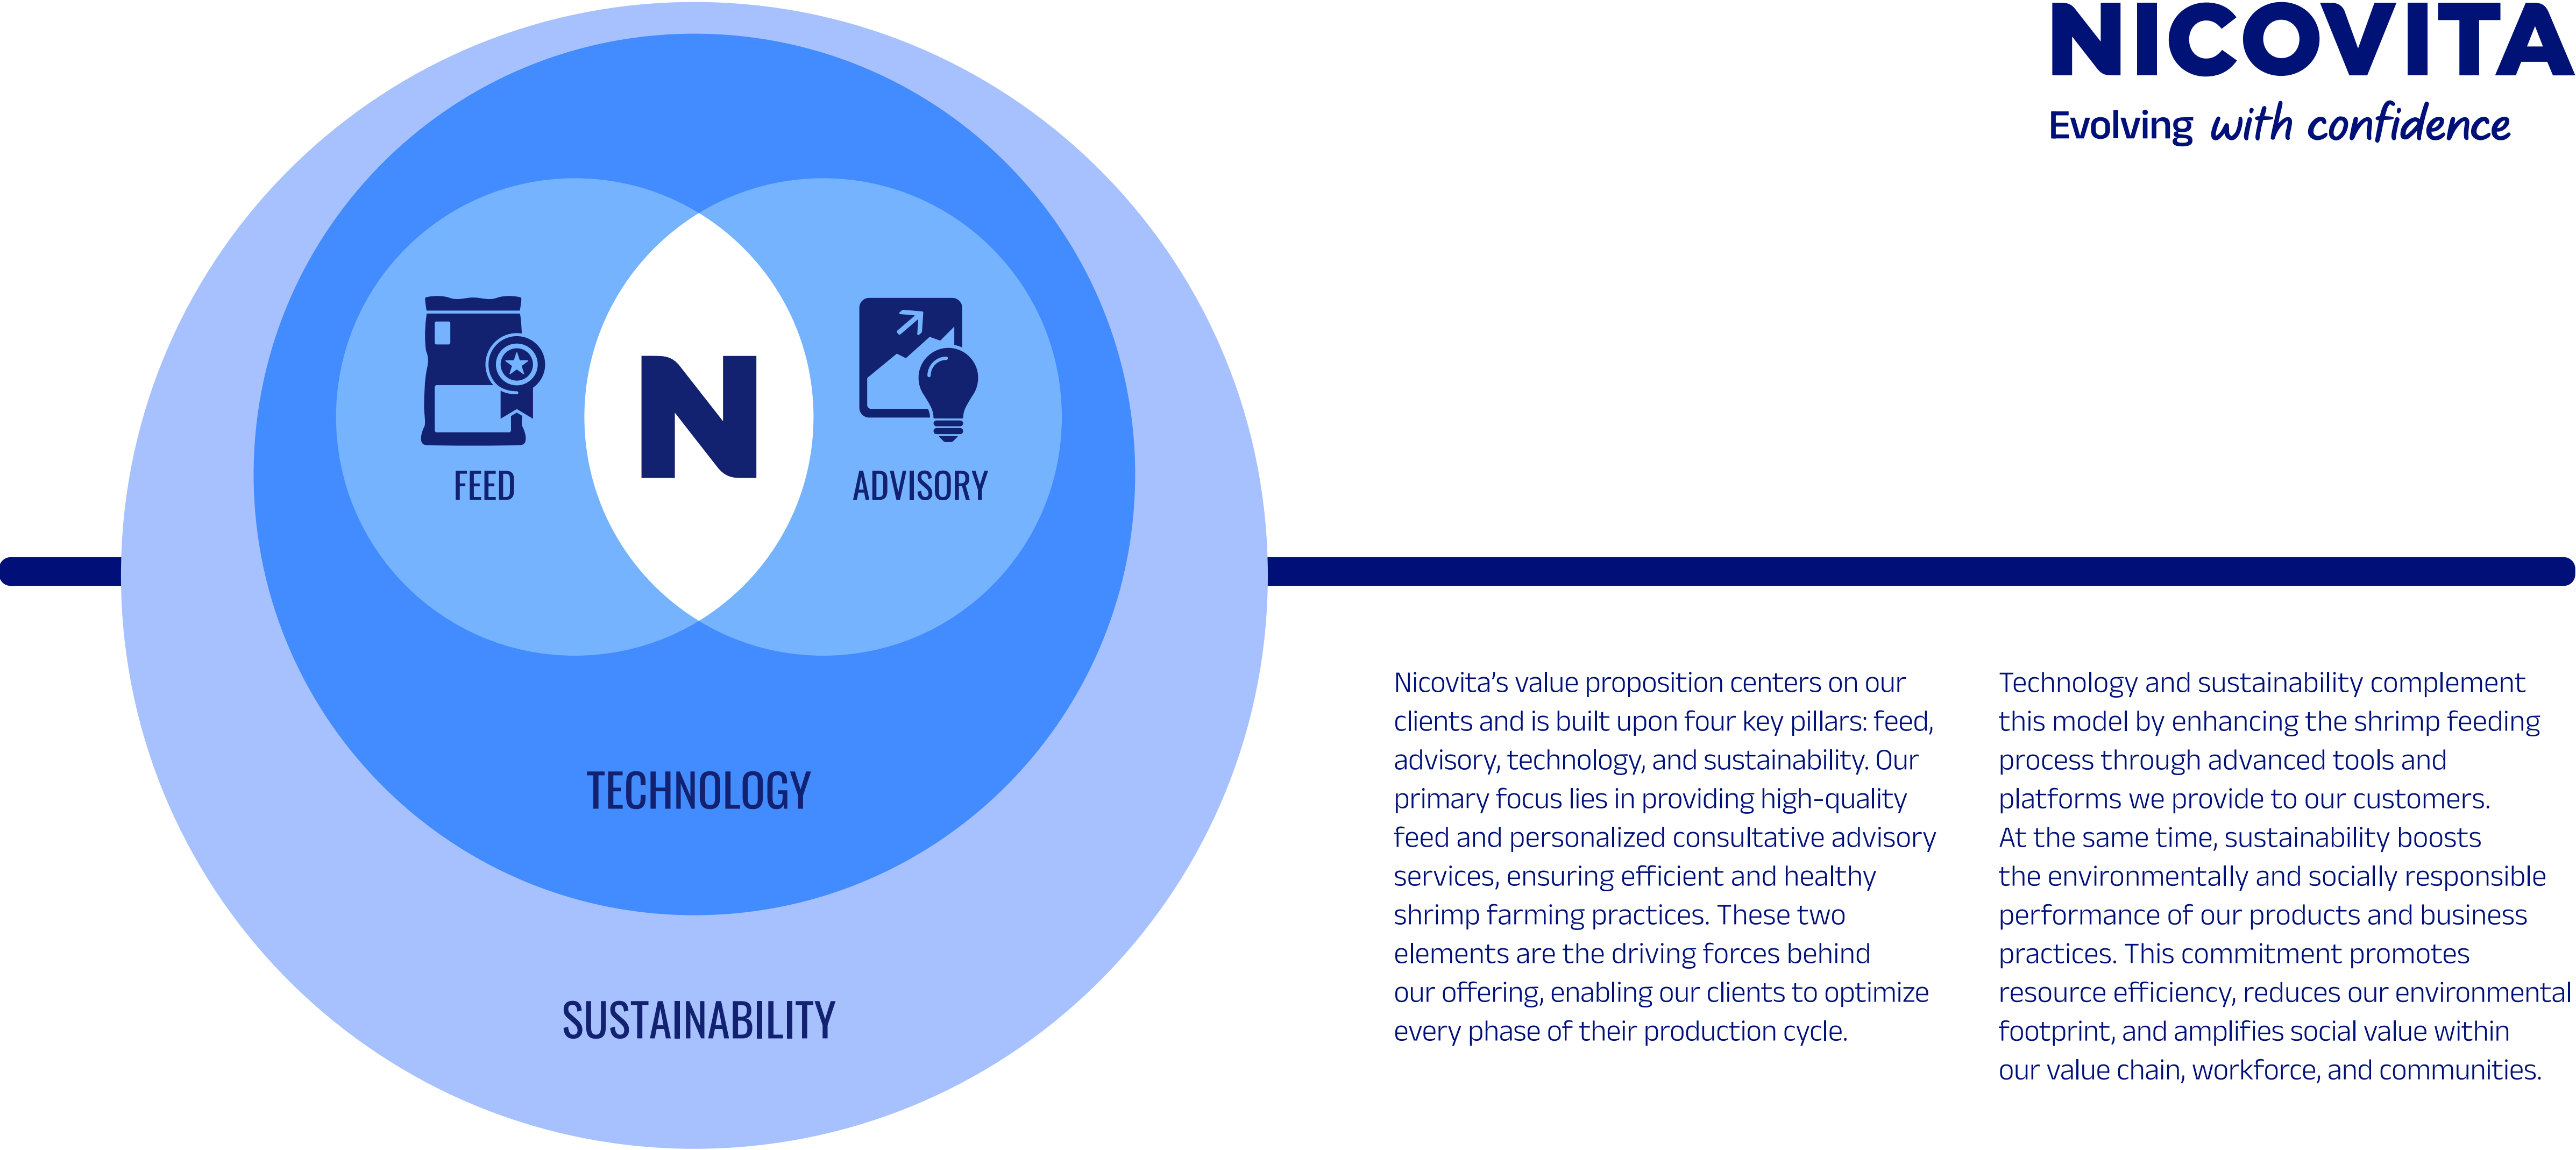 NICOVITA
Evolving with confidence
N
FEED
ADVISORY
TECHNOLOGY
SUSTAINABILITY
Nicovita’s value proposition centers on our
clients and is built upon four key pillars: feed,
advisory, technology, and sustainability. Our
primary focus lies in providing high-quality
feed and personalized consultative advisory
services, ensuring efficient and healthy
shrimp farming practices. These two
elements are the driving forces behind
our offering, enabling our clients to optimize
every phase of their production cycle.
Technology and sustainability complement
this model by enhancing the shrimp feeding
process through advanced tools and
platforms we provide to our customers.
At the same time, sustainability boosts
the environmentally and socially responsible
performance of our products and business
practices. This commitment promotes
resource efficiency, reduces our environmental
footprint, and amplifies social value within
our value chain, workforce, and communities.